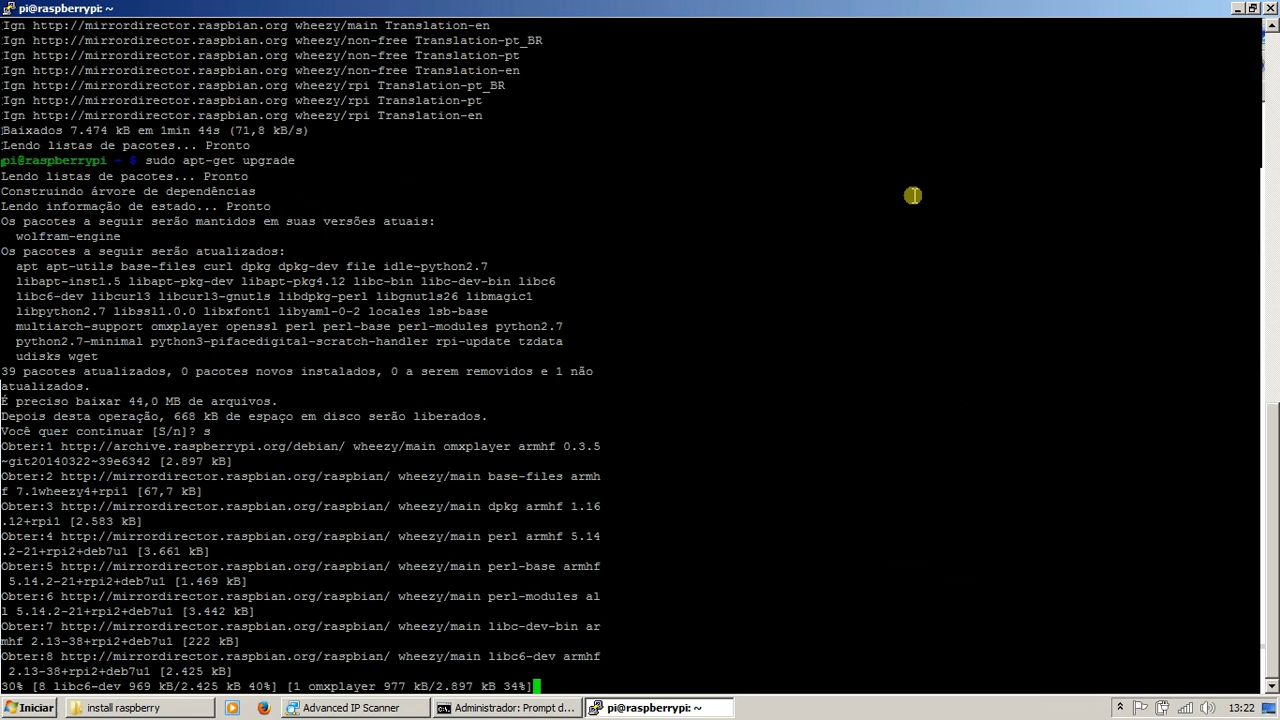 pi@raspberrypi: ~
Ign http://mirrordirector.raspbian.org wheezy/main Translation-en
Ign http://mirrordirector.raspbian.org wheezy/non-free Translation-pt_BR
Ign http://mirrordirector.raspbian.org wheezy/non-free Translation-pt
Ign http://mirrordirector.raspbian.org wheezy/non-free Translation-en
Ign http://mirrordirector.raspbian.org wheezy/rpi Translation-pt_BR
Ign http://mirrordirector.raspbian.org wheezy/rpi Translation-pt
Ign http://mirrordirector.raspbian.org wheezy/rpi Translation-en
Baixados 7.474 kB em 1min 44s (71,8 kB/s)
Lendo listas de pacotes... Pronto
pi@raspberrypi ~ $ sudo apt-get upgrade
Lendo listas de pacotes... Pronto
Construindo árvore de dependências
Lendo informação de estado... Pronto
Os pacotes a seguir serão mantidos em suas versões atuais:
wolfram-engine
Os pacotes a seguir serão atualizados:
apt apt-utils base-files curl dpkg dpkg-dev file idle-python2.7
libapt-inst1.5 libapt-pkg-dev libapt-pkg4.12 libc-bin libc-dev-bin libc6
libc6-dev libcurl3 libcurl3-gnutls libdpkg-perl libgnutls26 libmagic1
libpython2.7 libssl1.0.0 libxfont1 libyaml-0-2 locales lsb-base
multiarch-support omxplayer openssl perl perl-base perl-modules python2.7
python2.7-minimal python3-pifacedigital-scratch-handler rpi-update tzdata
udisks wget
39 pacotes atualizados, 0 pacotes novos instalados, 0 a serem removidos e 1 não
atualizados.
É preciso baixar 44,0 MB de arquivos.
Depois desta operação, 668 kB de espaço em disco serão liberados.
Você quer continuar [S/n]? s
Obter:1 http://archive.raspberrypi.org/debian/ wheezy/main omxplayer armhf 0.3.5
~git20140322~39e6342 [2.897 kB]
Obter:2 http://mirrordirector.raspbian.org/raspbian/ wheezy/main base-files armh
f 7.1wheezy4+rpi1 [67,7 kB]
Obter:3 http://mirrordirector.raspbian.org/raspbian/ wheezy/main dpkg armhf 1.16
.12+rpi1 [2.583 kB]
Obter:4 http://mirrordirector.raspbian.org/raspbian/ wheezy/main perl armhf 5.14
.2-21+rpi2+deb7u1 [3.661 kB]
Obter:5 http://mirrordirector.raspbian.org/raspbian/ wheezy/main perl-base armhf
5.14.2-21+rpi2+deb7u1 [1.469 kB]
Obter:6 http://mirrordirector.raspbian.org/raspbian/ wheezy/main perl-modules al
l 5.14.2-21+rpi2+deb7u1 [3.442 kB]
Obter:7 http://mirrordirector.raspbian.org/raspbian/ wheezy/main libc-dev-bin ar
mhf 2.13-38+rpi2+deb7u1 [222 kB]
Obter:8 http://mirrordirector.raspbian.org/raspbian/ wheezy/main libc6-dev armhf
2.13-38+rpi2+deb7u1 [2.425 kB]
30% [8 libc6-dev 969 kB/2.425 kB 40%] [1 omxplayer 977 kB/2.897 kB 34%]
Iniciar install raspberry Advanced IP Scanner Administrador: Prompt d... pi@raspberrypi: ~ 13:22